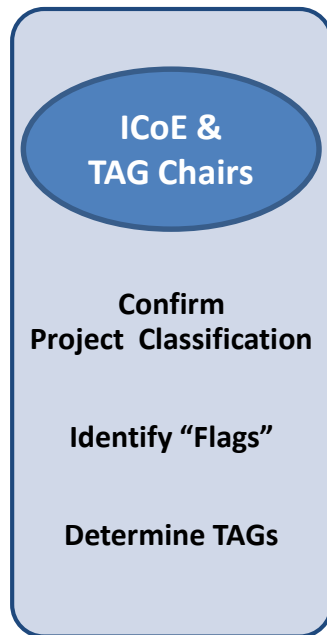 ICoE &
TAG Chairs
Confirm
Project Classification
Identify “Flags”
Determine TAGs